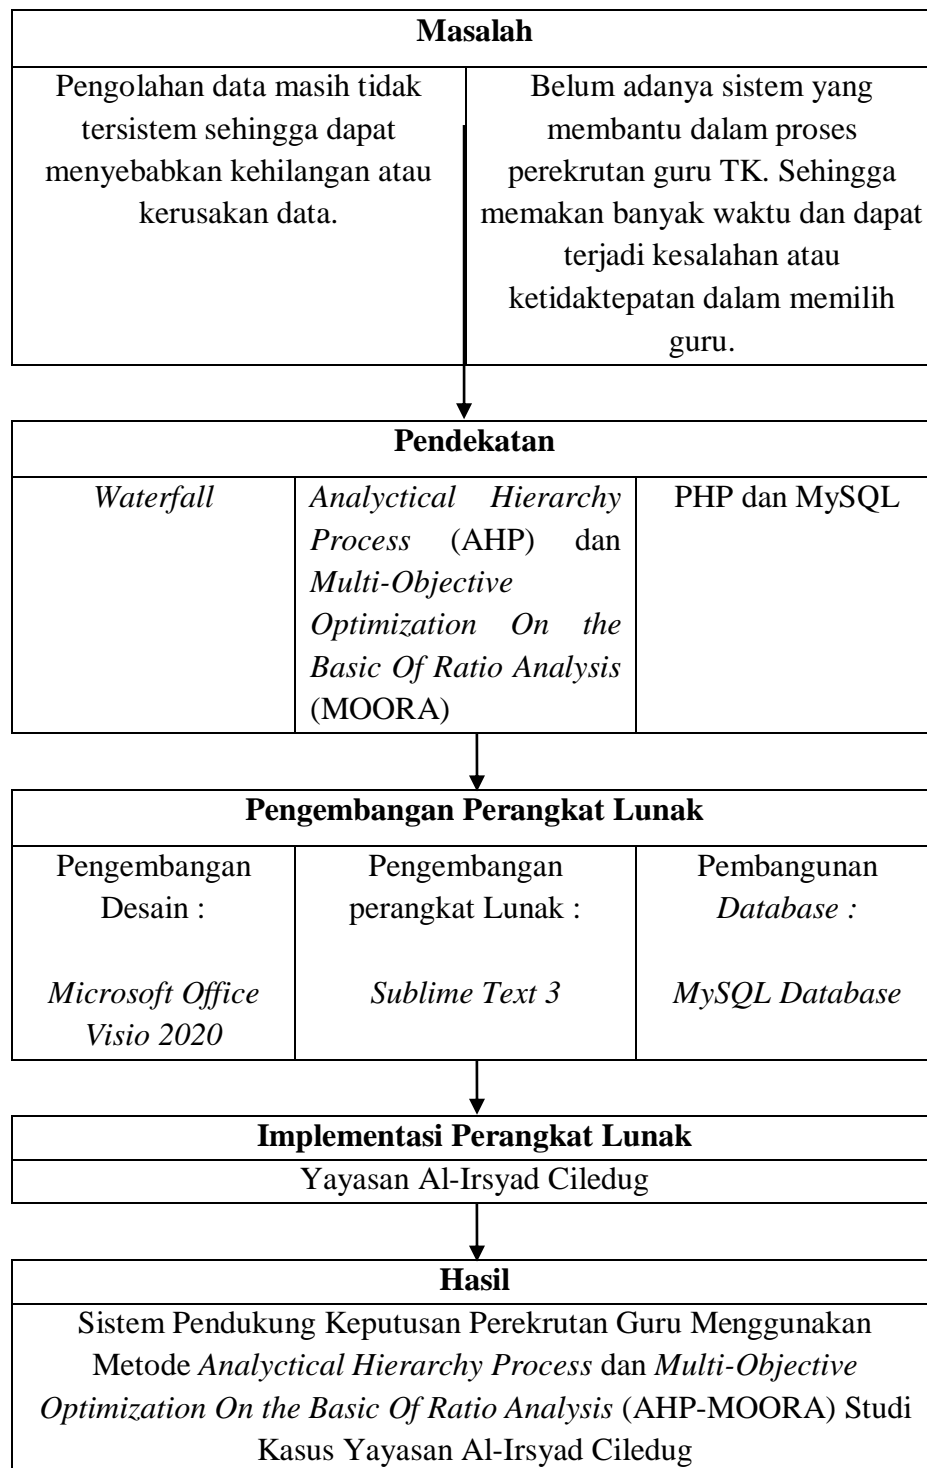 Masalah
Pengolahan data masih tidak
tersistem sehingga dapat
menyebabkan kehilangan atau
kerusakan data.
Belum adanya sistem yang
membantu dalam proses
perekrutan guru TK. Sehingga
memakan banyak waktu dan dapat
terjadi kesalahan atau
ketidaktepatan dalam memilih
guru.
Pendekatan
Waterfall
Analyctical Hierarchy
Process (AHP) dan
Multi-Objective
Optimization On the
Basic Of Ratio Analysis
(MOORA)
PHP dan MySQL
Pengembangan Perangkat Lunak
Pengembangan
Desain :
Microsoft Office
Visio 2020
Pengembangan
perangkat Lunak :
Sublime Text 3
Pembangunan
Database :
MySQL Database
Implementasi Perangkat Lunak
Yayasan Al-Irsyad Ciledug
Hasil
Sistem Pendukung Keputusan Perekrutan Guru Menggunakan
Metode Analyctical Hierarchy Process dan Multi-Objective
Optimization On the Basic Of Ratio Analysis (AHP-MOORA) Studi
Kasus Yayasan Al-Irsyad Ciledug